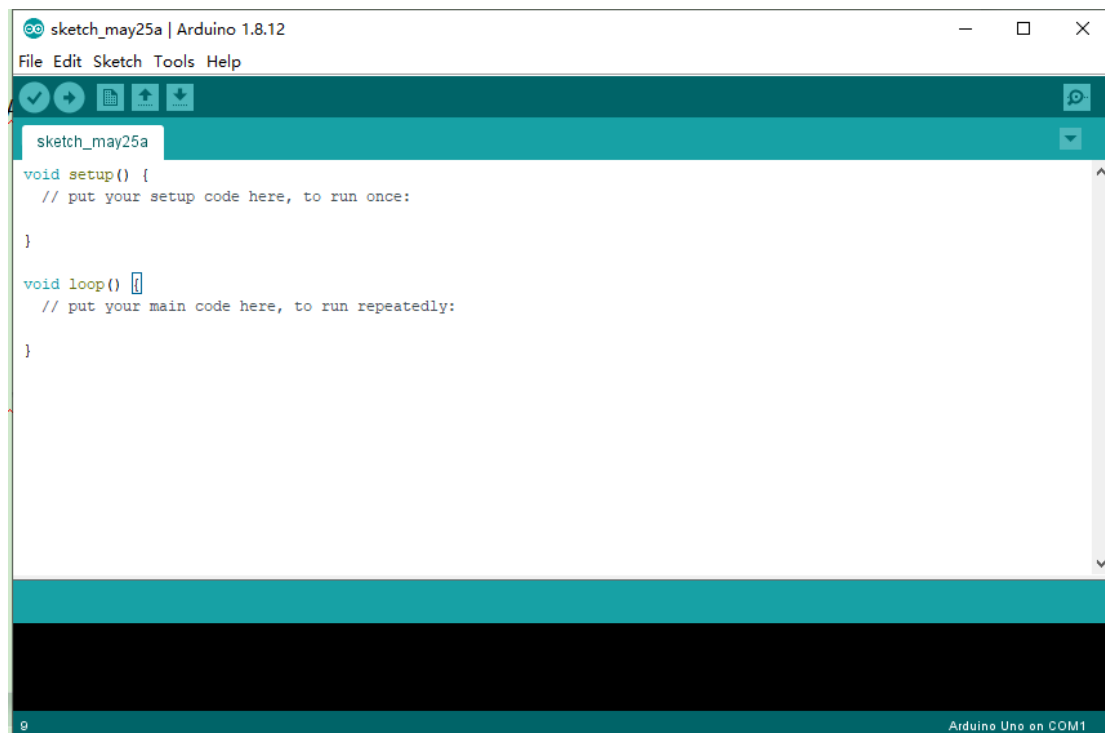 sketch_may25a | Arduino 1.8.12
File Edit Sketch Tools Help
sketch_may25a
void setup() {
  // put your setup code here, to run once:
}
void loop() {
  // put your main code here, to run repeatedly:
}
9 Arduino Uno on COM1